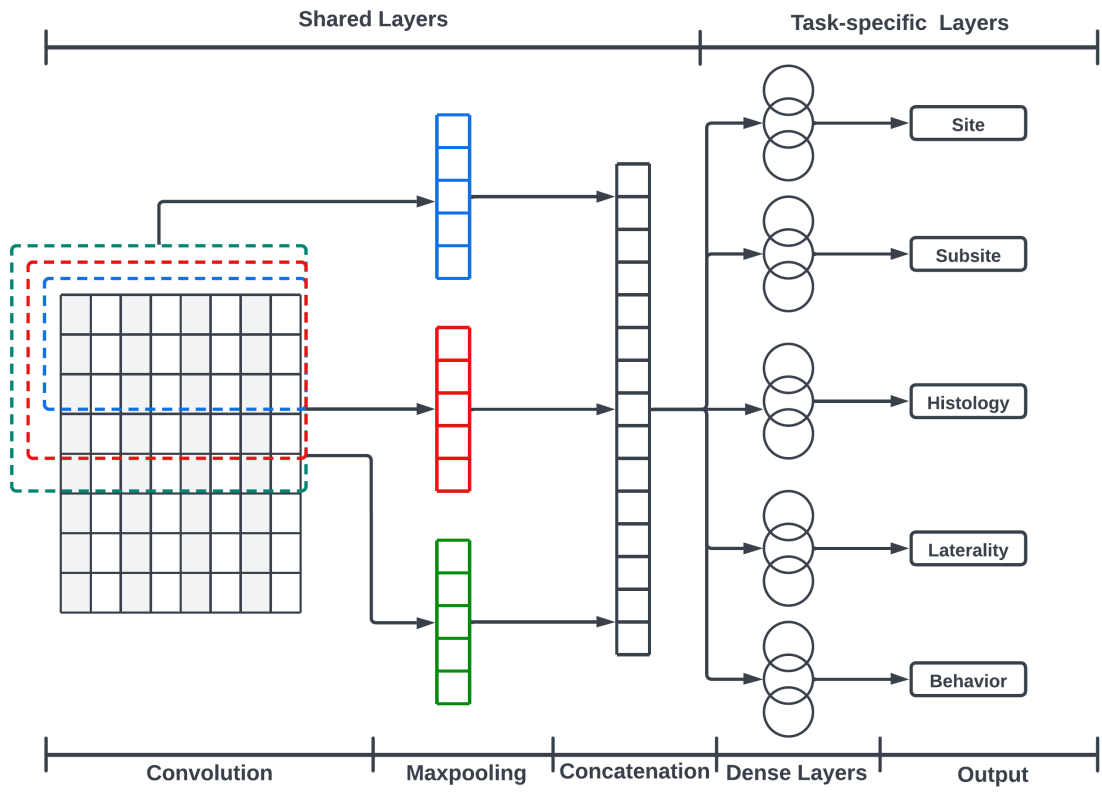 Shared Layers
Task-specific Layers
Site
Subsite
Histology
Laterality
Behavior
Convolution
Maxpooling
Concatenation
Dense Layers
Output